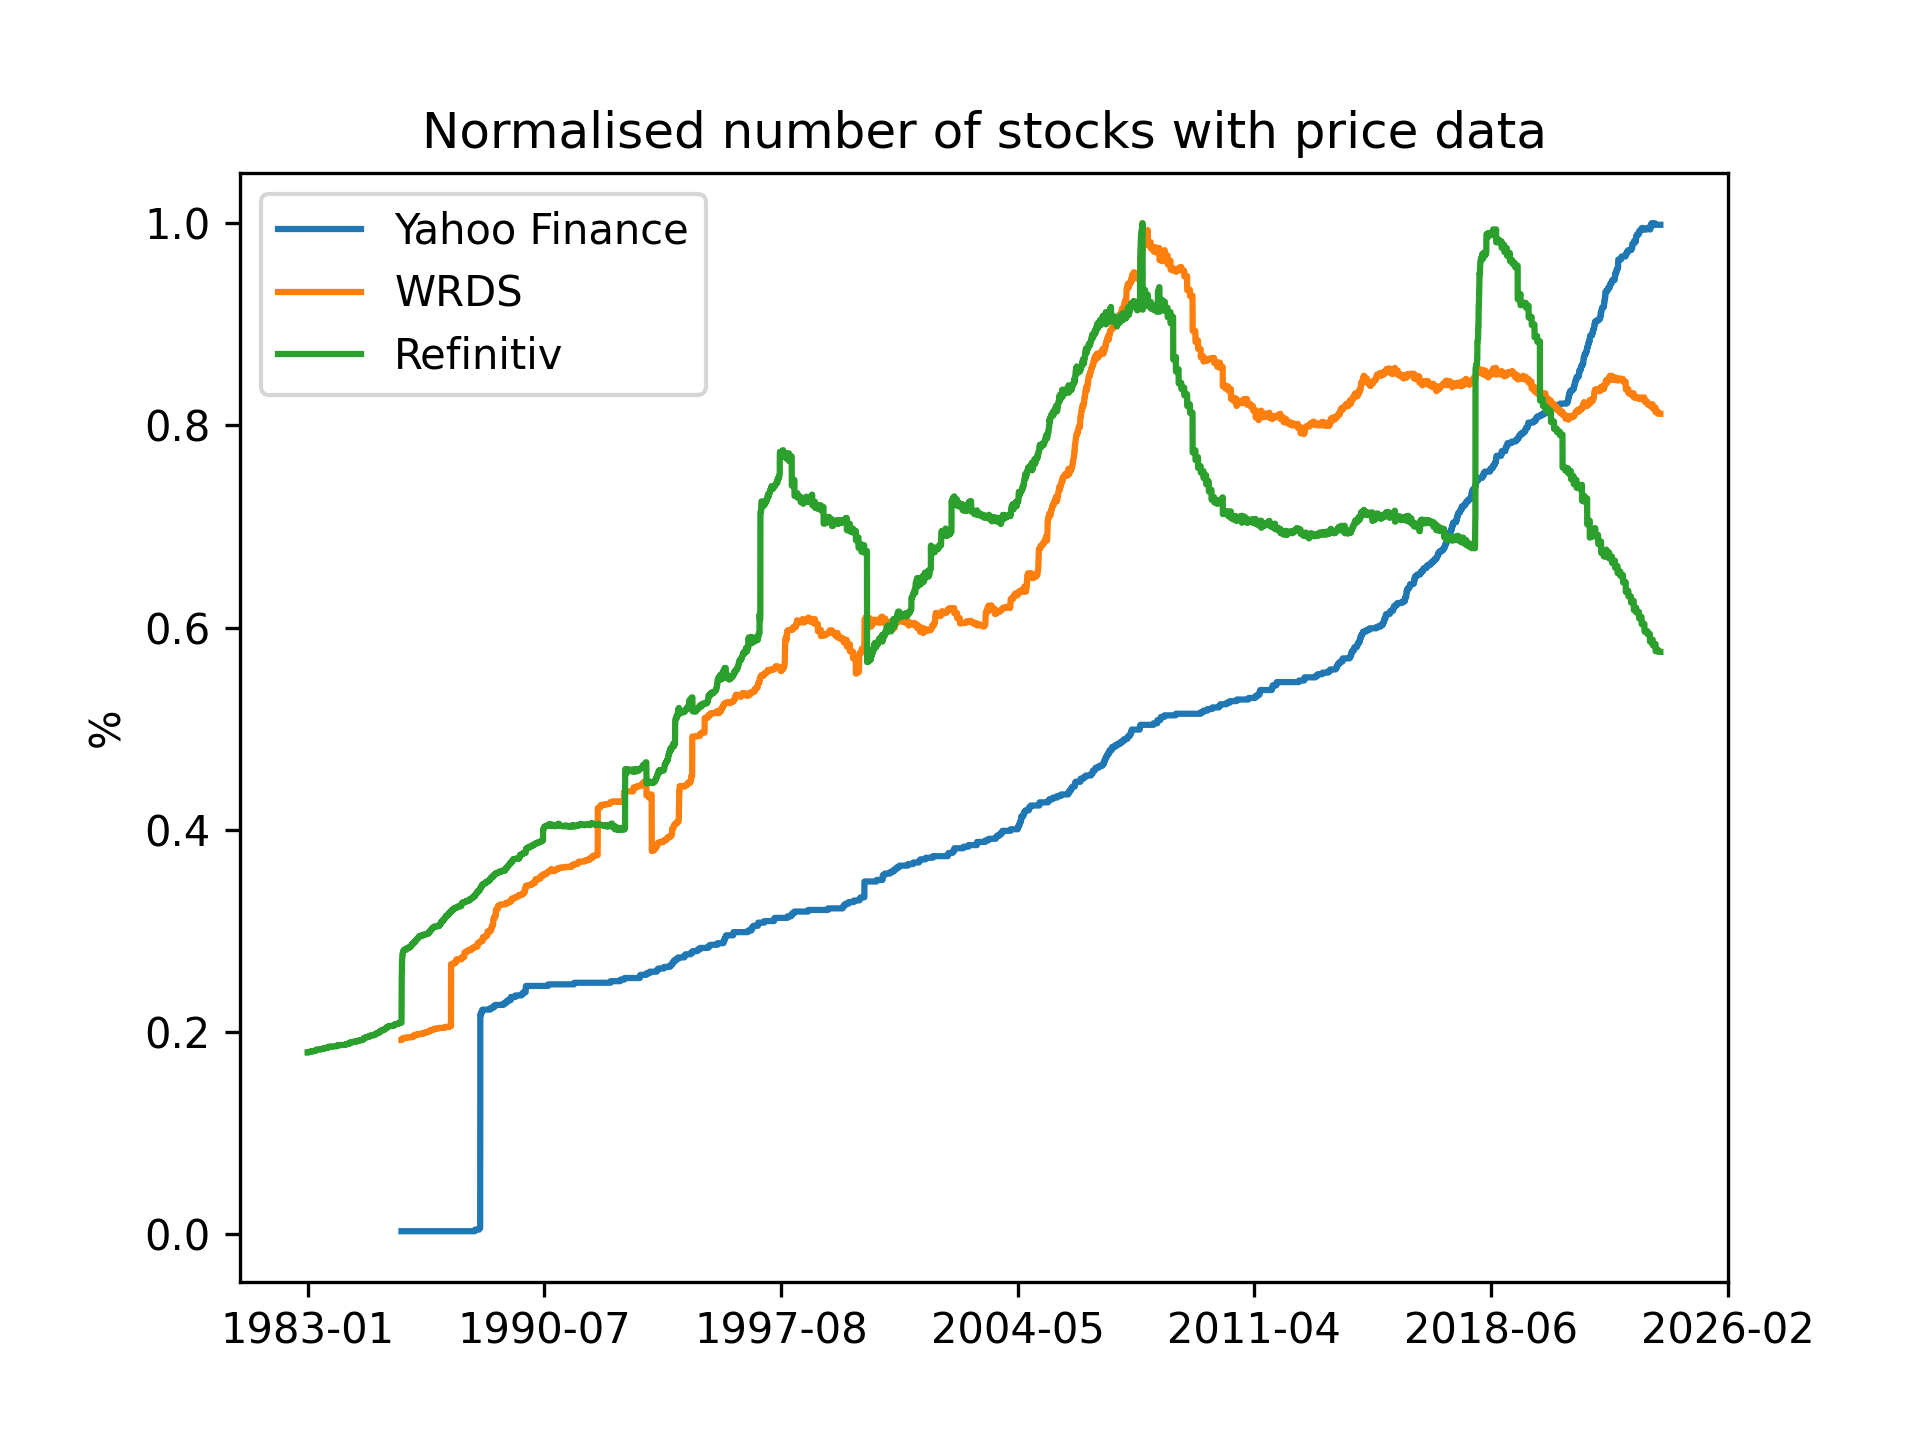 Normalised number of stocks with price data
Yahoo Finance
WRDS
Refinitiv
1.0
0.8
0.6
0.4
0.2
0.0
%
1983-01 1990-07 1997-08 2004-05 2011-04 2018-06 2026-02